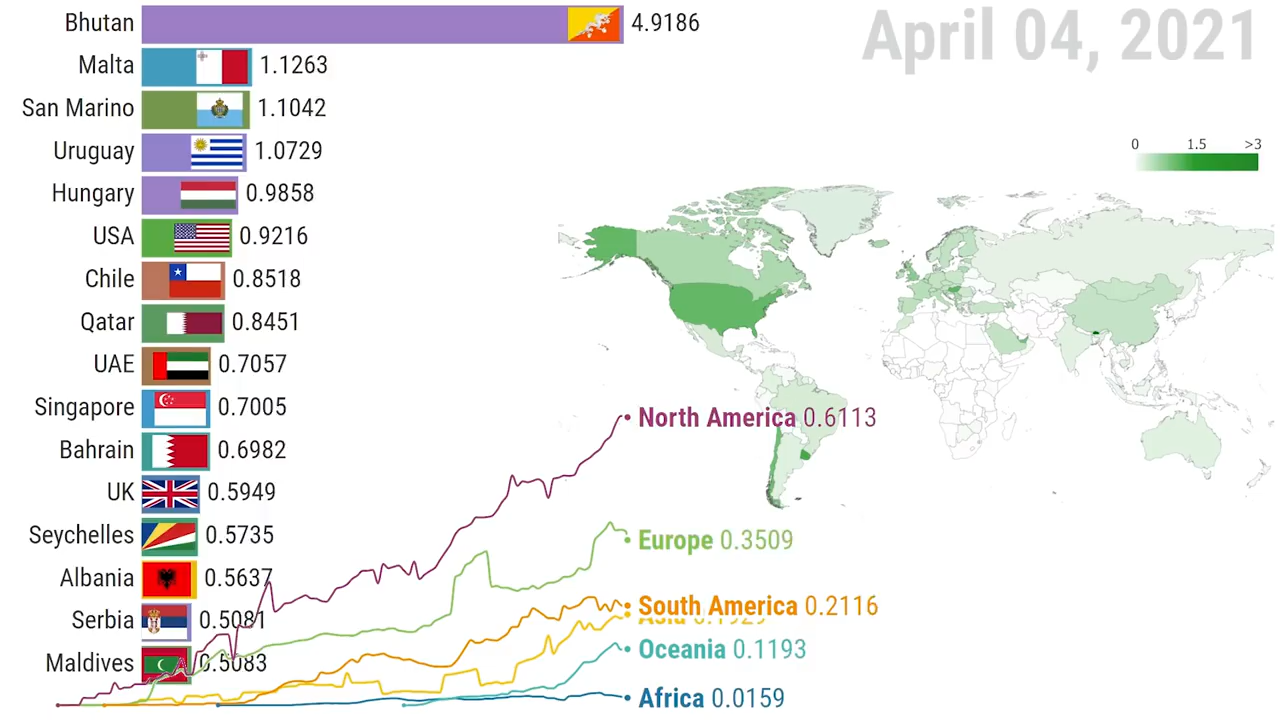 April 04, 2021
Bhutan 4.9186
Malta 1.1263
San Marino 1.1042
Uruguay 1.0729
Hungary 0.9858
USA 0.9216
Chile 0.8518
Qatar 0.8451
UAE 0.7057
Singapore 0.7005
Bahrain 0.6982
UK 0.5949
Seychelles 0.5735
Albania 0.5637
Serbia 0.5081
Maldives 0.5083
0 1.5 >3
North America 0.6113
Europe 0.3509
South America 0.2116
Asia
Oceania 0.1193
Africa 0.0159